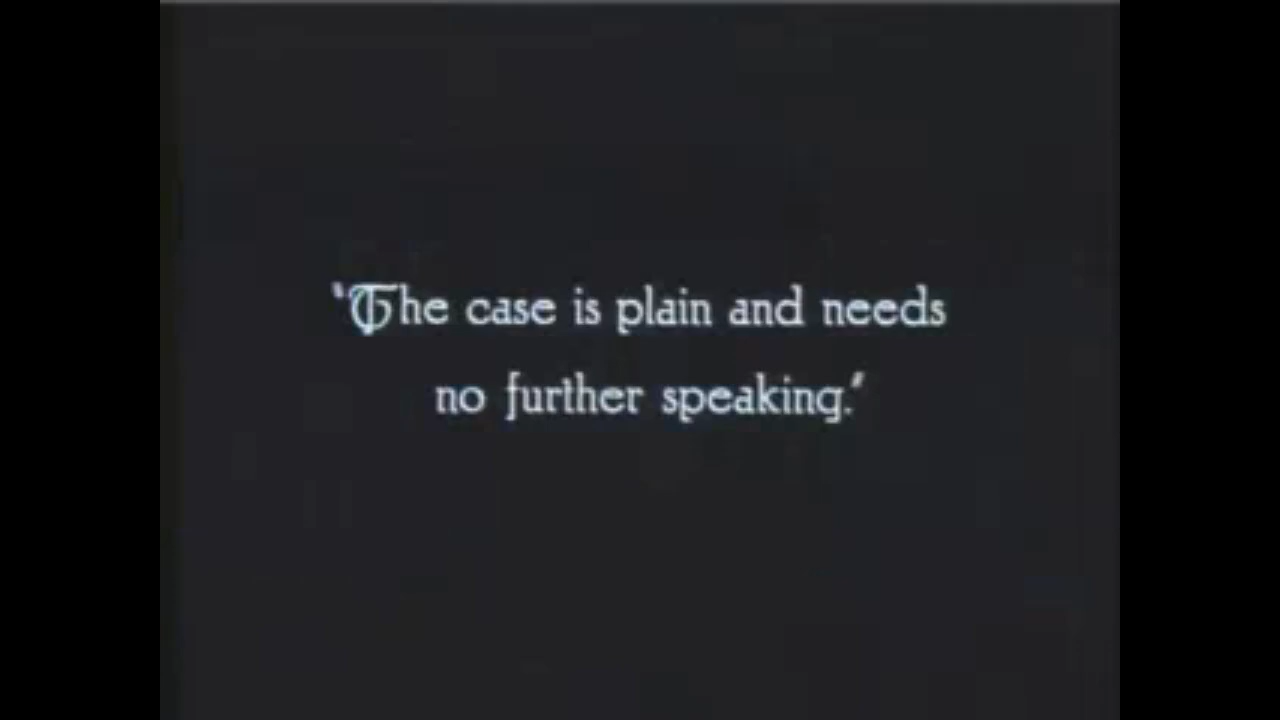 "The case is plain and needs
no further speaking."